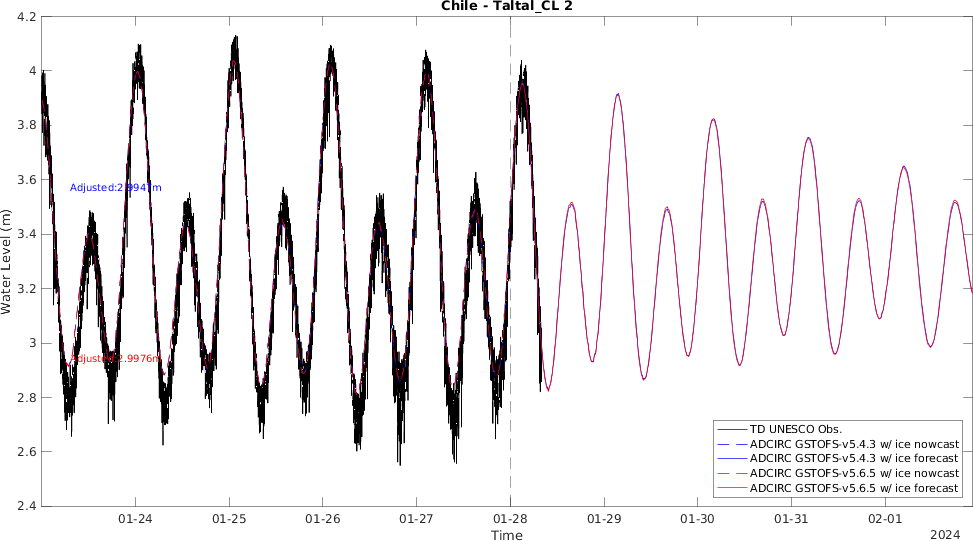 Chile - Taltal_CL 2
4.2
4
3.8
3.6
3.4
3.2
3
2.8
2.6
2.4
Water Level (m)
Adjusted:2.9947m
Adjusted:2.9976m
TD UNESCO Obs.
ADCIRC GSTOFS-v5.4.3 w/ ice nowcast
ADCIRC GSTOFS-v5.4.3 w/ ice forecast
ADCIRC GSTOFS-v5.6.5 w/ ice nowcast
ADCIRC GSTOFS-v5.6.5 w/ ice forecast
01-24 01-25 01-26 01-27 01-28 01-29 01-30 01-31 02-01
Time
2024